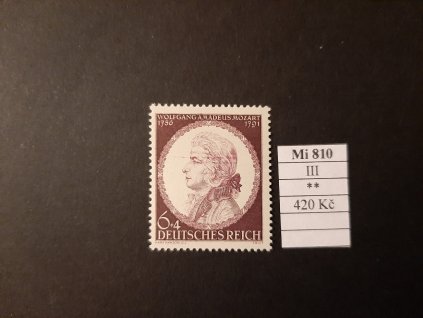 WOLFGANG AMADEUS MOZART
1756 1791
6+4
DEUTSCHES REICH
Mi 810
III
**
420 Kč